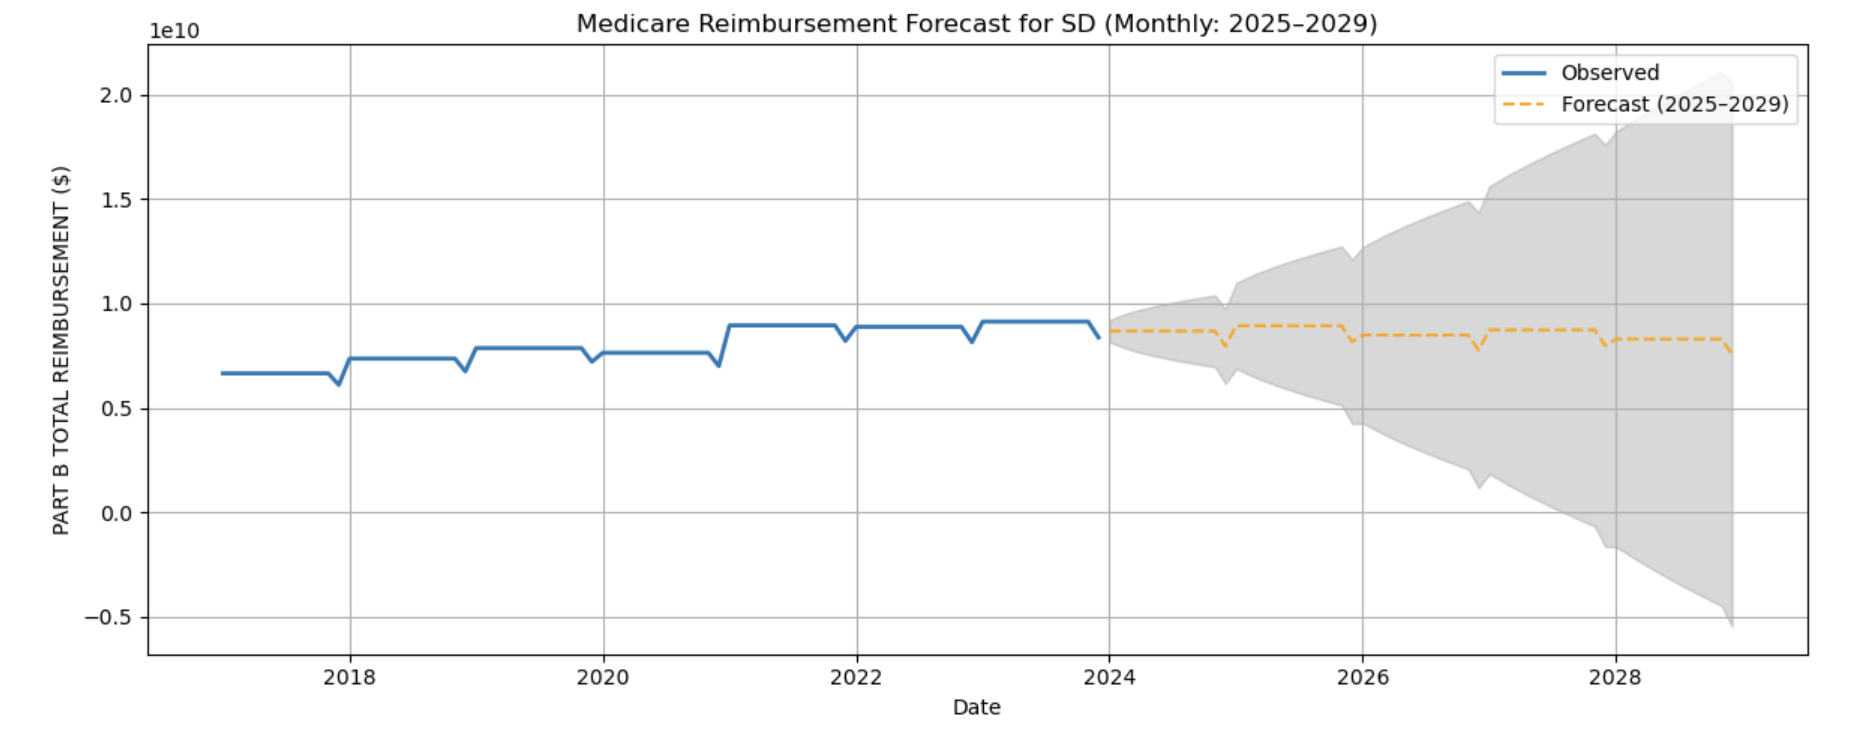 Medicare Reimbursement Forecast for SD (Monthly: 2025–2029)
1e10
Observed
Forecast (2025–2029)
PART B TOTAL REIMBURSEMENT ($)
2.0
1.5
1.0
0.5
0.0
−0.5
2018 2020 2022 2024 2026 2028
Date